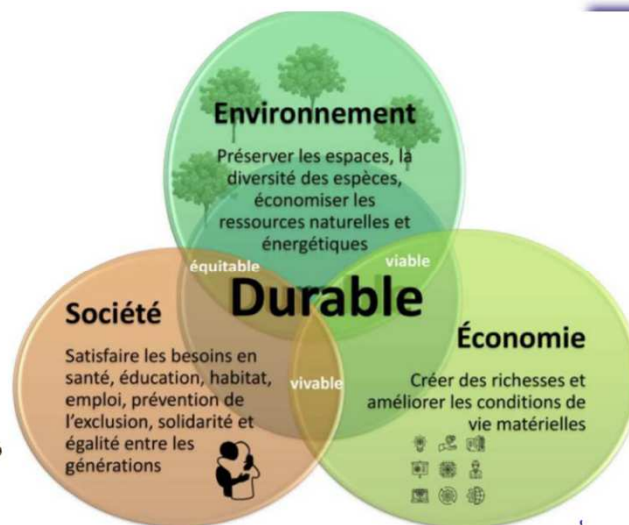 Environnement
Préserver les espaces, la
diversité des espèces,
économiser les
ressources naturelles et
énergétiques
équitable
viable
Durable
Société
Satisfaire les besoins en
santé, éducation, habitat,
emploi, prévention de
l'exclusion, solidarité et
égalité entre les
générations
vivable
Économie
Créer des richesses et
améliorer les conditions de
vie matérielles